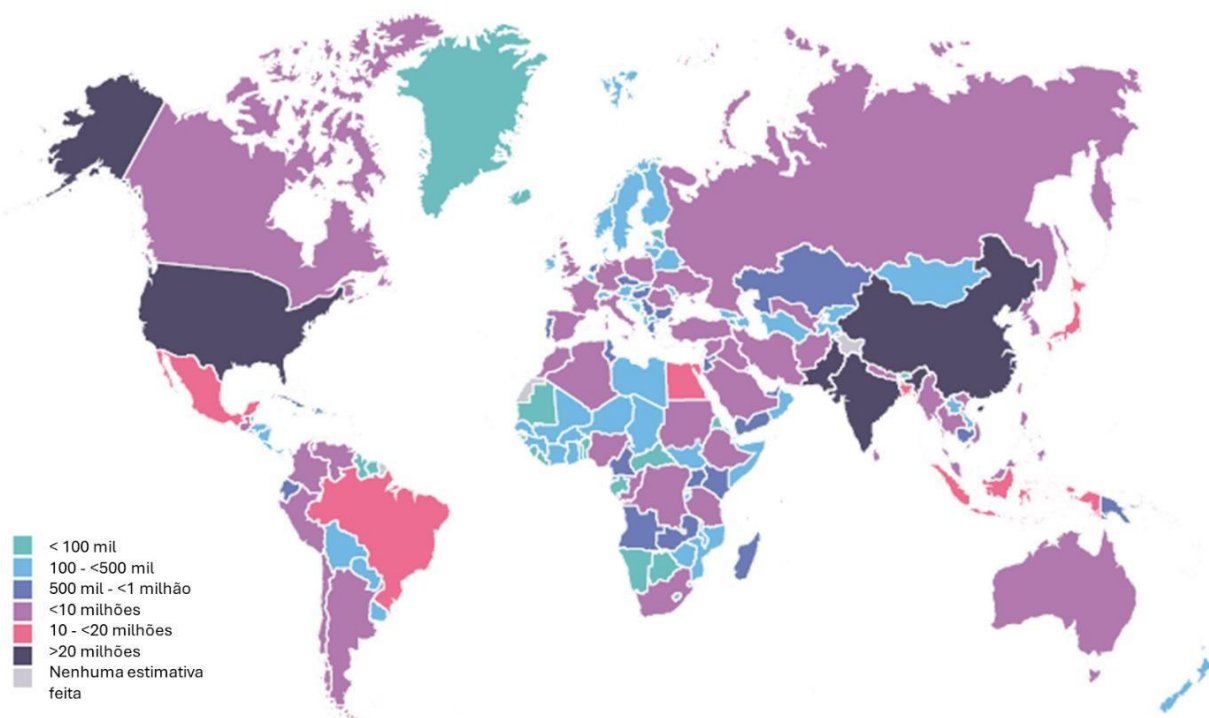 < 100 mil
100 - <500 mil
500 mil - <1 milhão
<10 milhões
10 - <20 milhões
>20 milhões
Nenhuma estimativa
feita